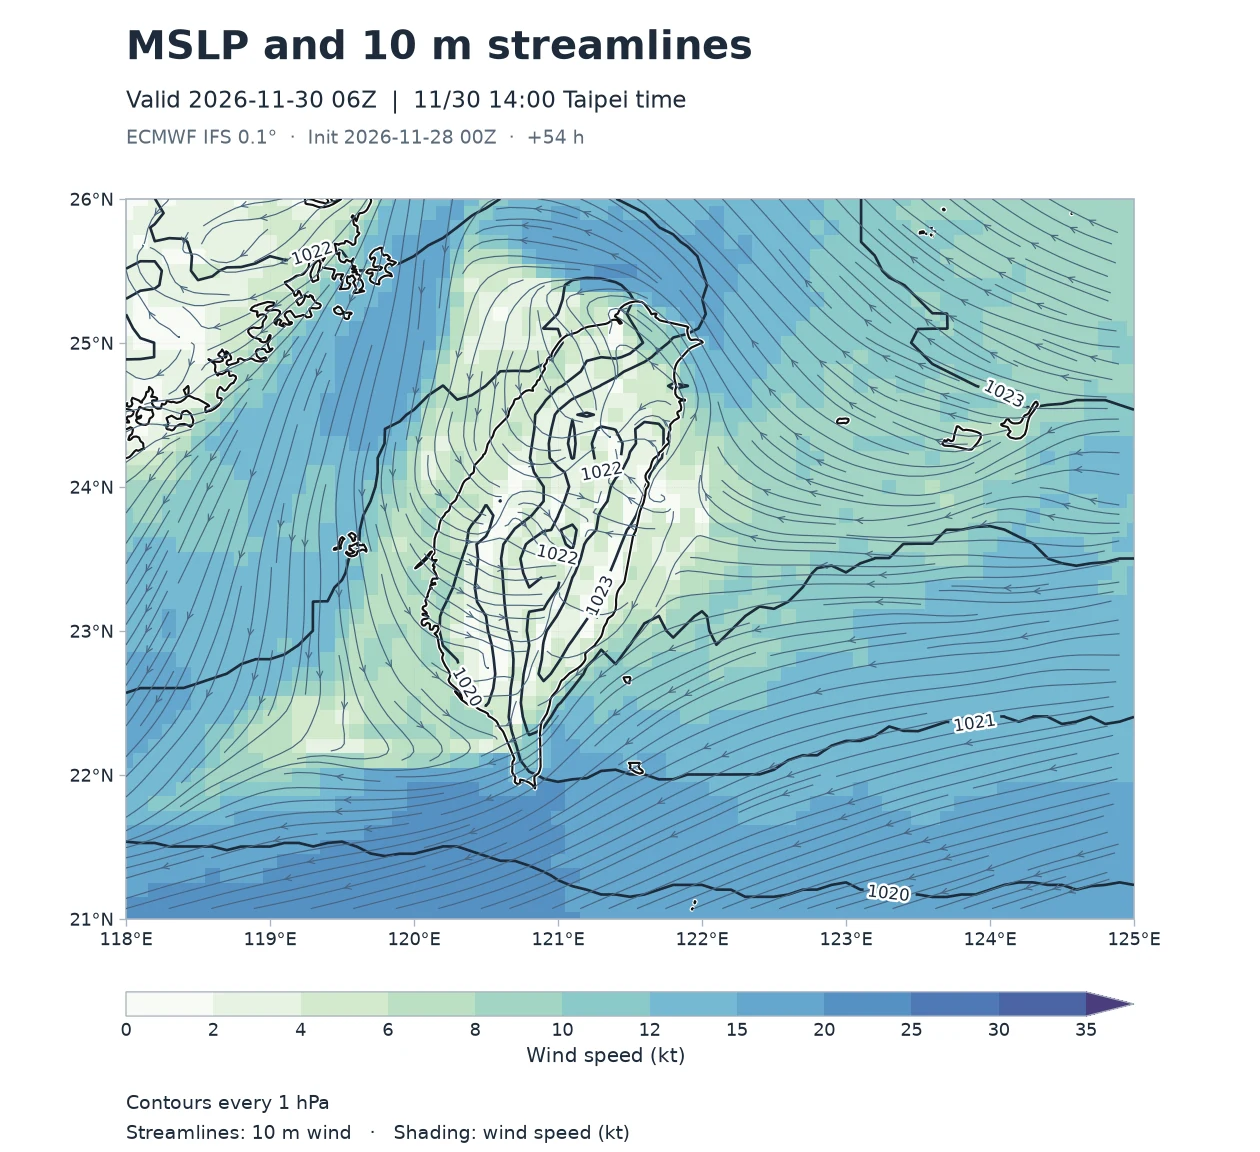 MSLP and 10 m streamlines
Valid 2026-11-30 06Z | 11/30 14:00 Taipei time
ECMWF IFS 0.1° · Init 2026-11-28 00Z · +54 h
26°N
1022
25°N
1023
24°N
1022
1022
1023
23°N
1020
1021
22°N
1020
21°N
118°E 119°E 120°E 121°E 122°E 123°E 124°E 125°E
0 2 4 6 8 10 12 15 20 25 30 35
Wind speed (kt)
Contours every 1 hPa
Streamlines: 10 m wind · Shading: wind speed (kt)